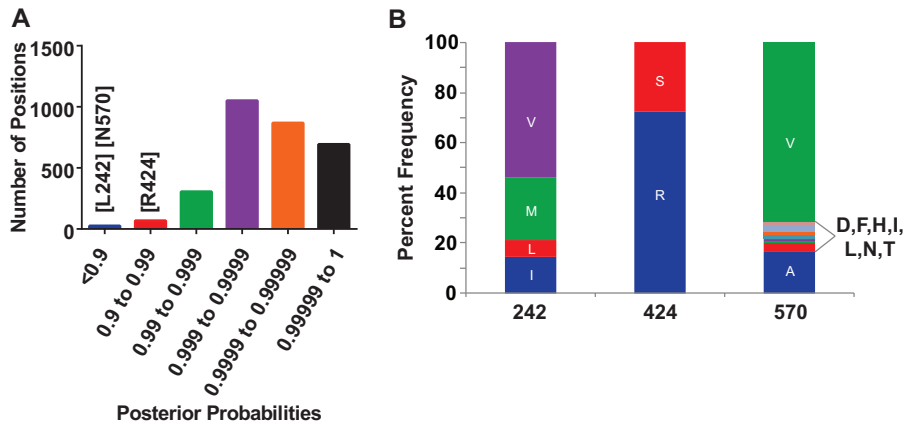 A
Number of Positions
1500
1000
500
0
[L242] [N570]
[R424]
<0.9
0.9 to 0.99
0.99 to 0.999
0.999 to 0.9999
0.9999 to 0.99999
0.99999 to 1
Posterior Probabilities
B
Percent Frequency
100
80
60
40
20
0
V
M
L
I
S
R
V
A
D,F,H,I,
L,N,T
242
424
570